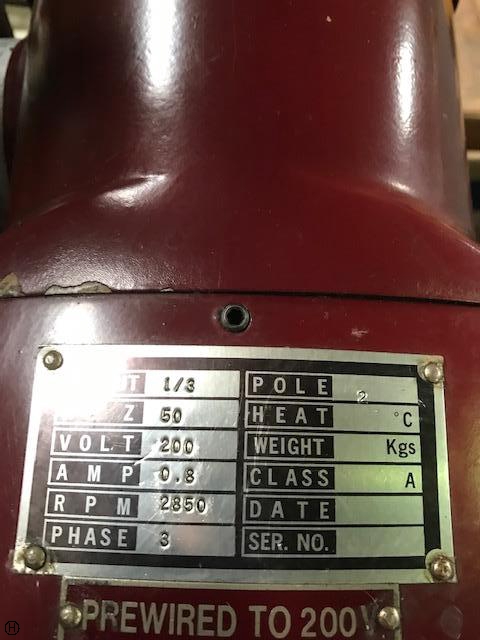 1/3 POLE 2
50 HEAT °C
VOLT 200 WEIGHT Kgs
AMP 0.8 CLASS A
RPM 2850 DATE
PHASE 3 SER. NO.
PREWIRED TO 200V
H